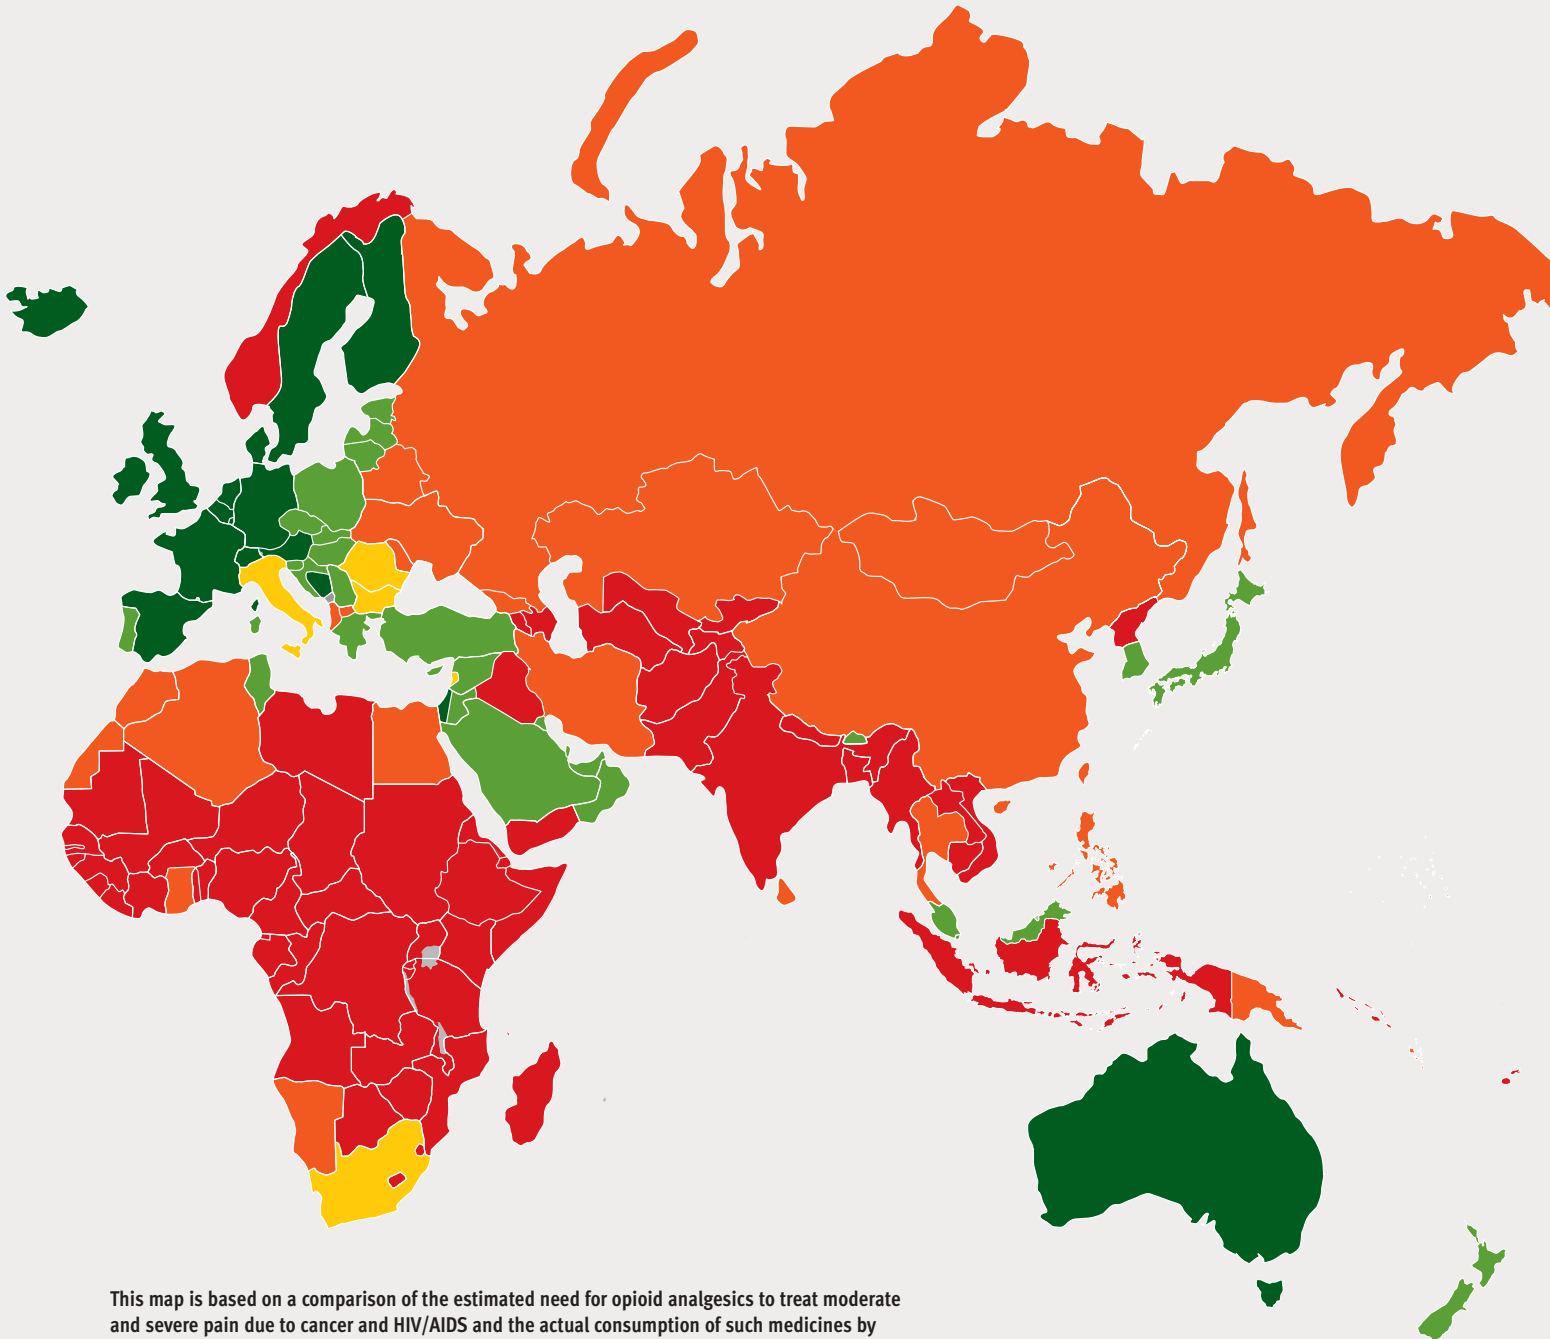 This map is based on a comparison of the estimated need for opioid analgesics to treat moderate
and severe pain due to cancer and HIV/AIDS and the actual consumption of such medicines by